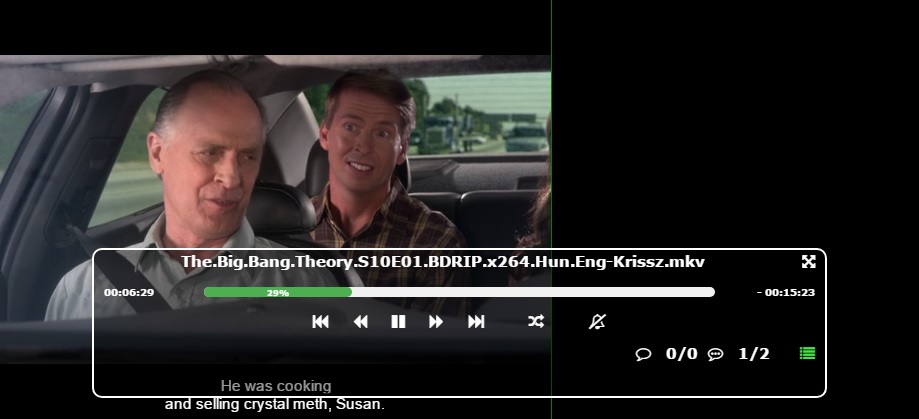 The.Big.Bang.Theory.S10E01.BDRIP.x264.Hun.Eng-Krissz.mkv
00:06:29 29% - 00:15:23
0/0 1/2
He was cooking
and selling crystal meth, Susan.